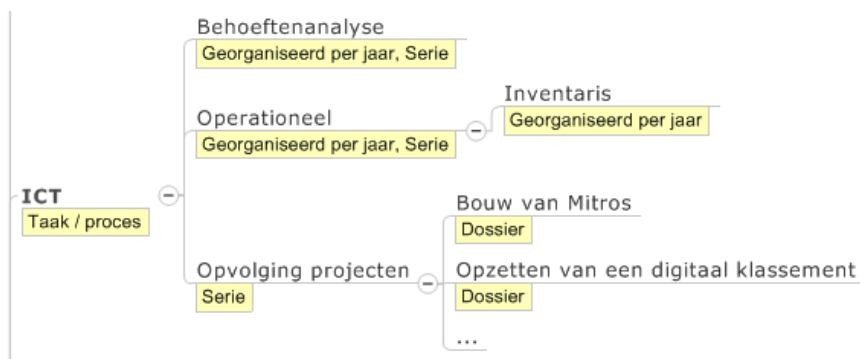 Behoeftenanalyse
Georganiseerd per jaar, Serie
Inventaris
Georganiseerd per jaar
Operationeel
Georganiseerd per jaar, Serie
ICT
Taak / proces
Bouw van Mitros
Dossier
Opvolging projecten
Serie
Opzetten van een digitaal klassement
Dossier
...